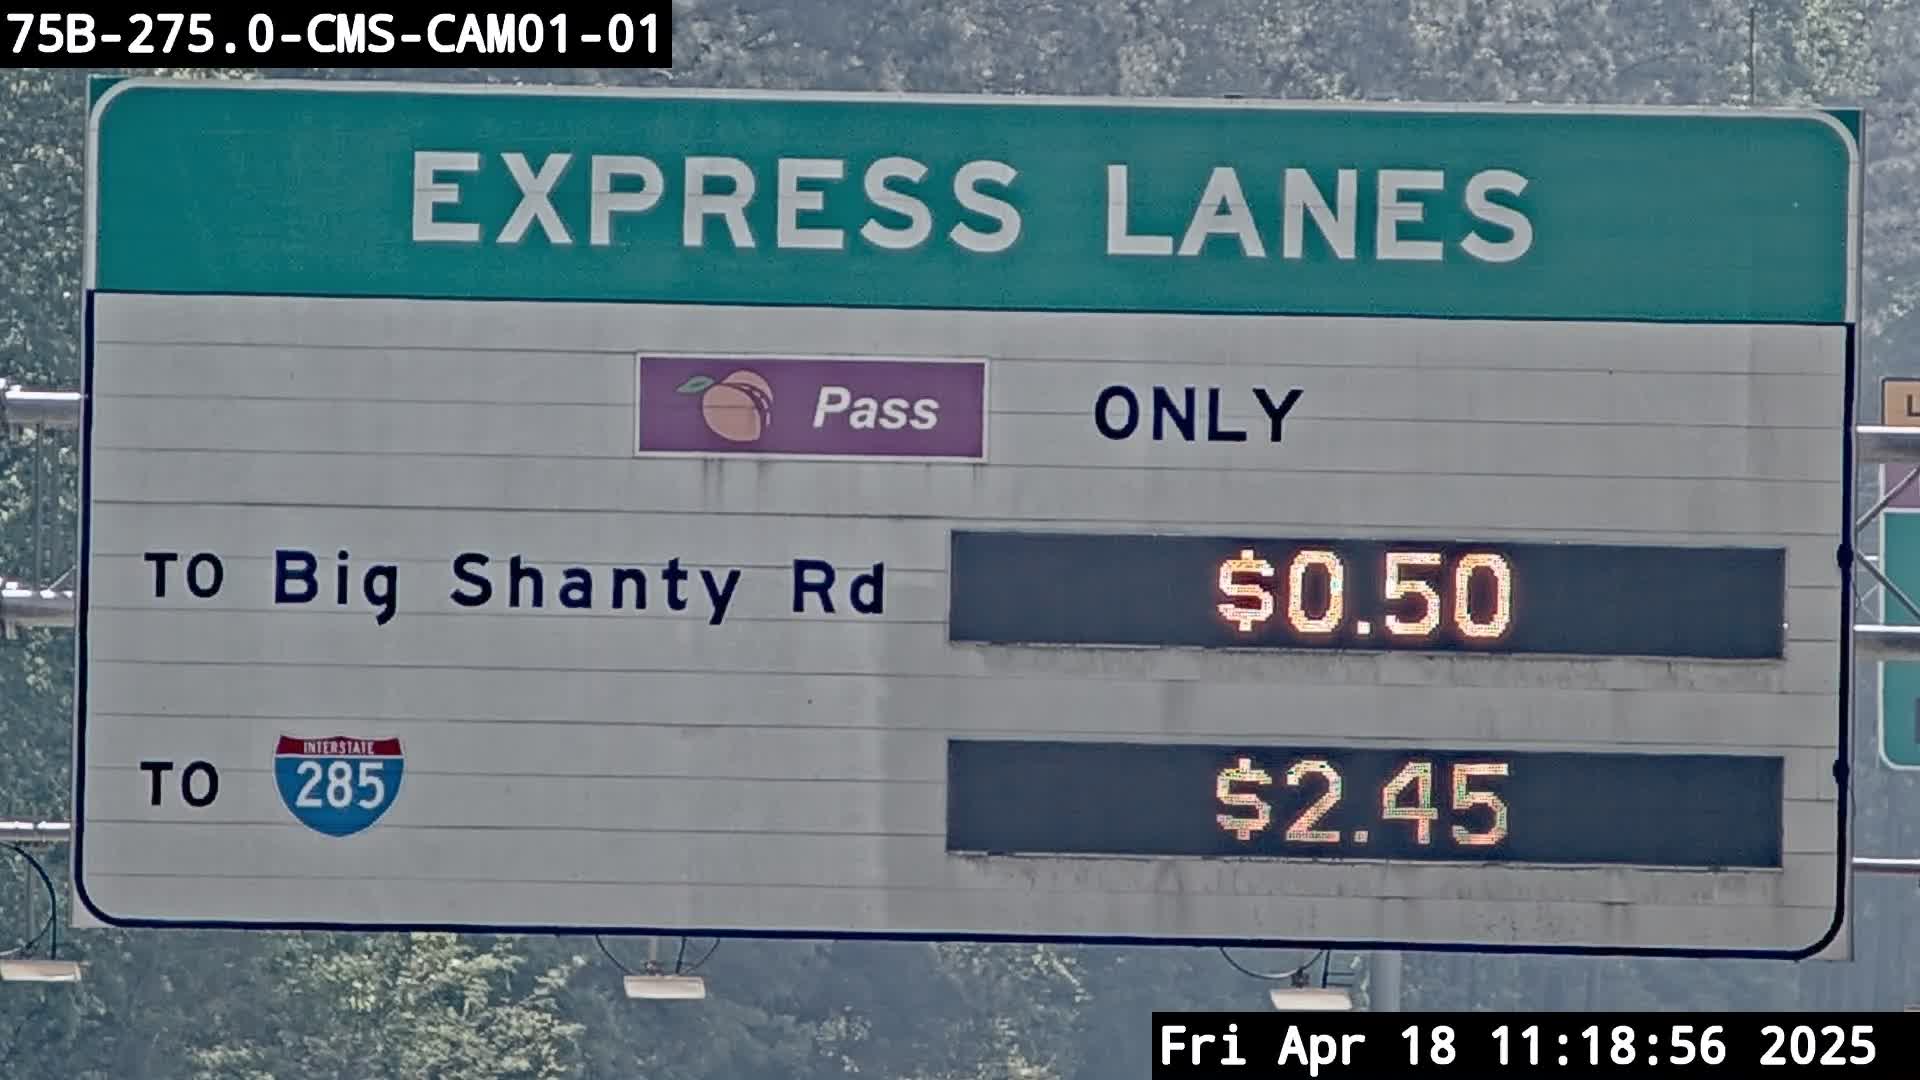 75B-275.0-CMS-CAM01-01
EXPRESS LANES
Pass ONLY
TO Big Shanty Rd $0.50
TO INTERSTATE 285 $2.45
Fri Apr 18 11:18:56 2025